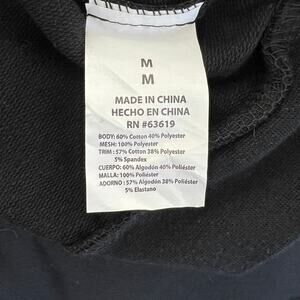 M
M
MADE IN CHINA
HECHO EN CHINA
RN #63619
BODY: 60% Cotton 40% Polyester
MESH: 100% Polyester
TRIM : 57% Cotton 38% Polyester
5% Spandex
CUERPO: 60% Algodón 40% Poliéster
MALLA: 100% Poliéster
ADORNO : 57% Algodón 38% Poliéster
5% Elastano